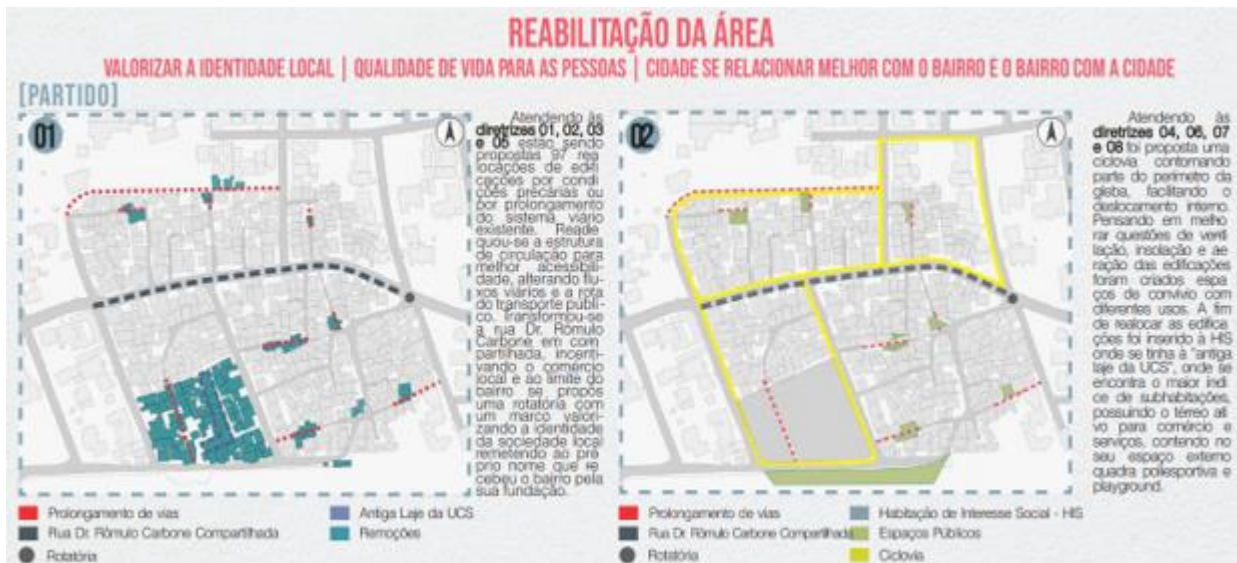 REABILITAÇÃO DA ÁREA
VALORIZAR A IDENTIDADE LOCAL | QUALIDADE DE VIDA PARA AS PESSOAS | CIDADE SE RELACIONAR MELHOR COM O BAIRRO E O BAIRRO COM A CIDADE
[PARTIDO]
01
A
Atendendo às
diretrizes 01, 02, 03
e 05 estão sendo
propostas 97 rea
locações de edifi
cações por condi
ções precárias ou
por prolongamento
do sistema viário
existente. Reade
quou-se a estrutura
de circulação para
melhor acessibili-
dade, alterando flu-
xos viários e a rota
do transporte públi-
co. Transformou-se
a rua Dr. Rômulo
Carbone em com
partilhada, incenti-
vando o comércio
local e ao limite do
bairro se propôs
uma rotatória com
um marco valori-
zando a identidade
da sociedade local
remetendo ao pró
prio nome que re
cebeu o bairro pela
sua fundação.
Prolongamento de vias
Rua Dr. Rômulo Carbone Compartilhada
Rotatória
Antiga Laje da UCS
Remoções
02
A
Atendendo às
diretrizes 04, 06, 07
e 08 foi proposta uma
ciclovia contornando
parte do perímetro da
gleba, facilitando o
deslocamento interno.
Pensando em melho
rar questões de venti
lação, insolação e ae
ração das edificações
foram criados espa
ços de convívio com
diferentes usos. A fim
de realocar as edifica
ções foi inserido à HIS
onde se tinha a "antiga
laje da UCS", onde se
encontra o maior índi
ce de subhabitações,
possuindo o térreo ati
vo para comércio e
serviços, contendo no
seu espaço externo
quadra poliesportiva e
playground.
Prolongamento de vias
Rua Dr. Rômulo Carbone Compartilhada
Rotatória
Habitação de Interesse Social - HIS
Espaços Públicos
Ciclovia